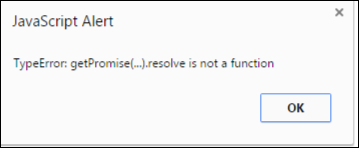 JavaScript Alert
TypeError: getPromise(...).resolve is not a function
OK